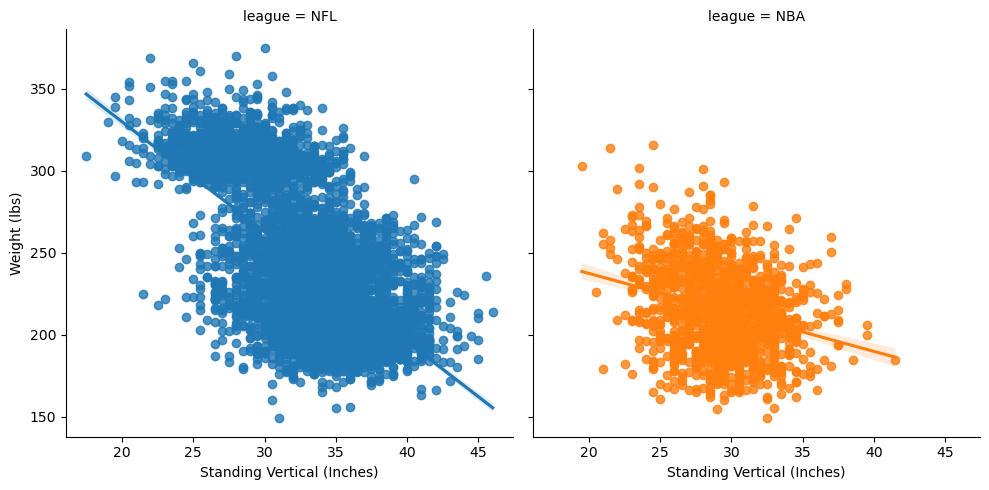 league = NFL
league = NBA
Weight (lbs)
350
300
250
200
150
20 25 30 35 40 45
20 25 30 35 40 45
Standing Vertical (Inches)
Standing Vertical (Inches)